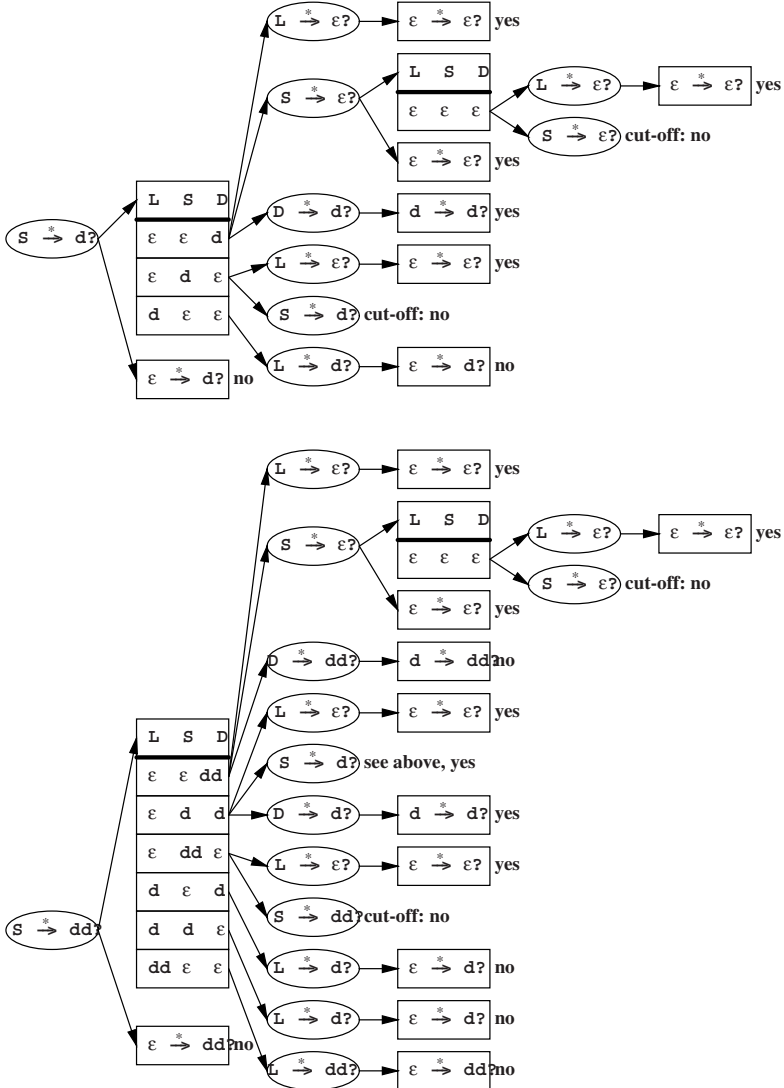 L →* ε? ε →* ε? yes
L S D
S →* ε? L →* ε? ε →* ε? yes
ε ε ε
S →* ε? cut-off: no
ε →* ε? yes
L S D
D →* d? d →* d? yes
S →* d? ε ε d
L →* ε? ε →* ε? yes
ε d ε
S →* d? cut-off: no
d ε ε
L →* d? ε →* d? no
ε →* d? no
L →* ε? ε →* ε? yes
L S D
S →* ε? L →* ε? ε →* ε? yes
ε ε ε
S →* ε? cut-off: no
ε →* ε? yes
D →* dd? d →* dd? no
L →* ε? ε →* ε? yes
L S D
S →* d? see above, yes
ε ε dd
ε d d D →* d? d →* d? yes
ε dd ε L →* ε? ε →* ε? yes
d ε d
S →* dd? cut-off: no
S →* dd? d d ε
dd ε ε L →* d? ε →* d? no
L →* d? ε →* d? no
ε →* dd? no
L →* dd? ε →* dd? no